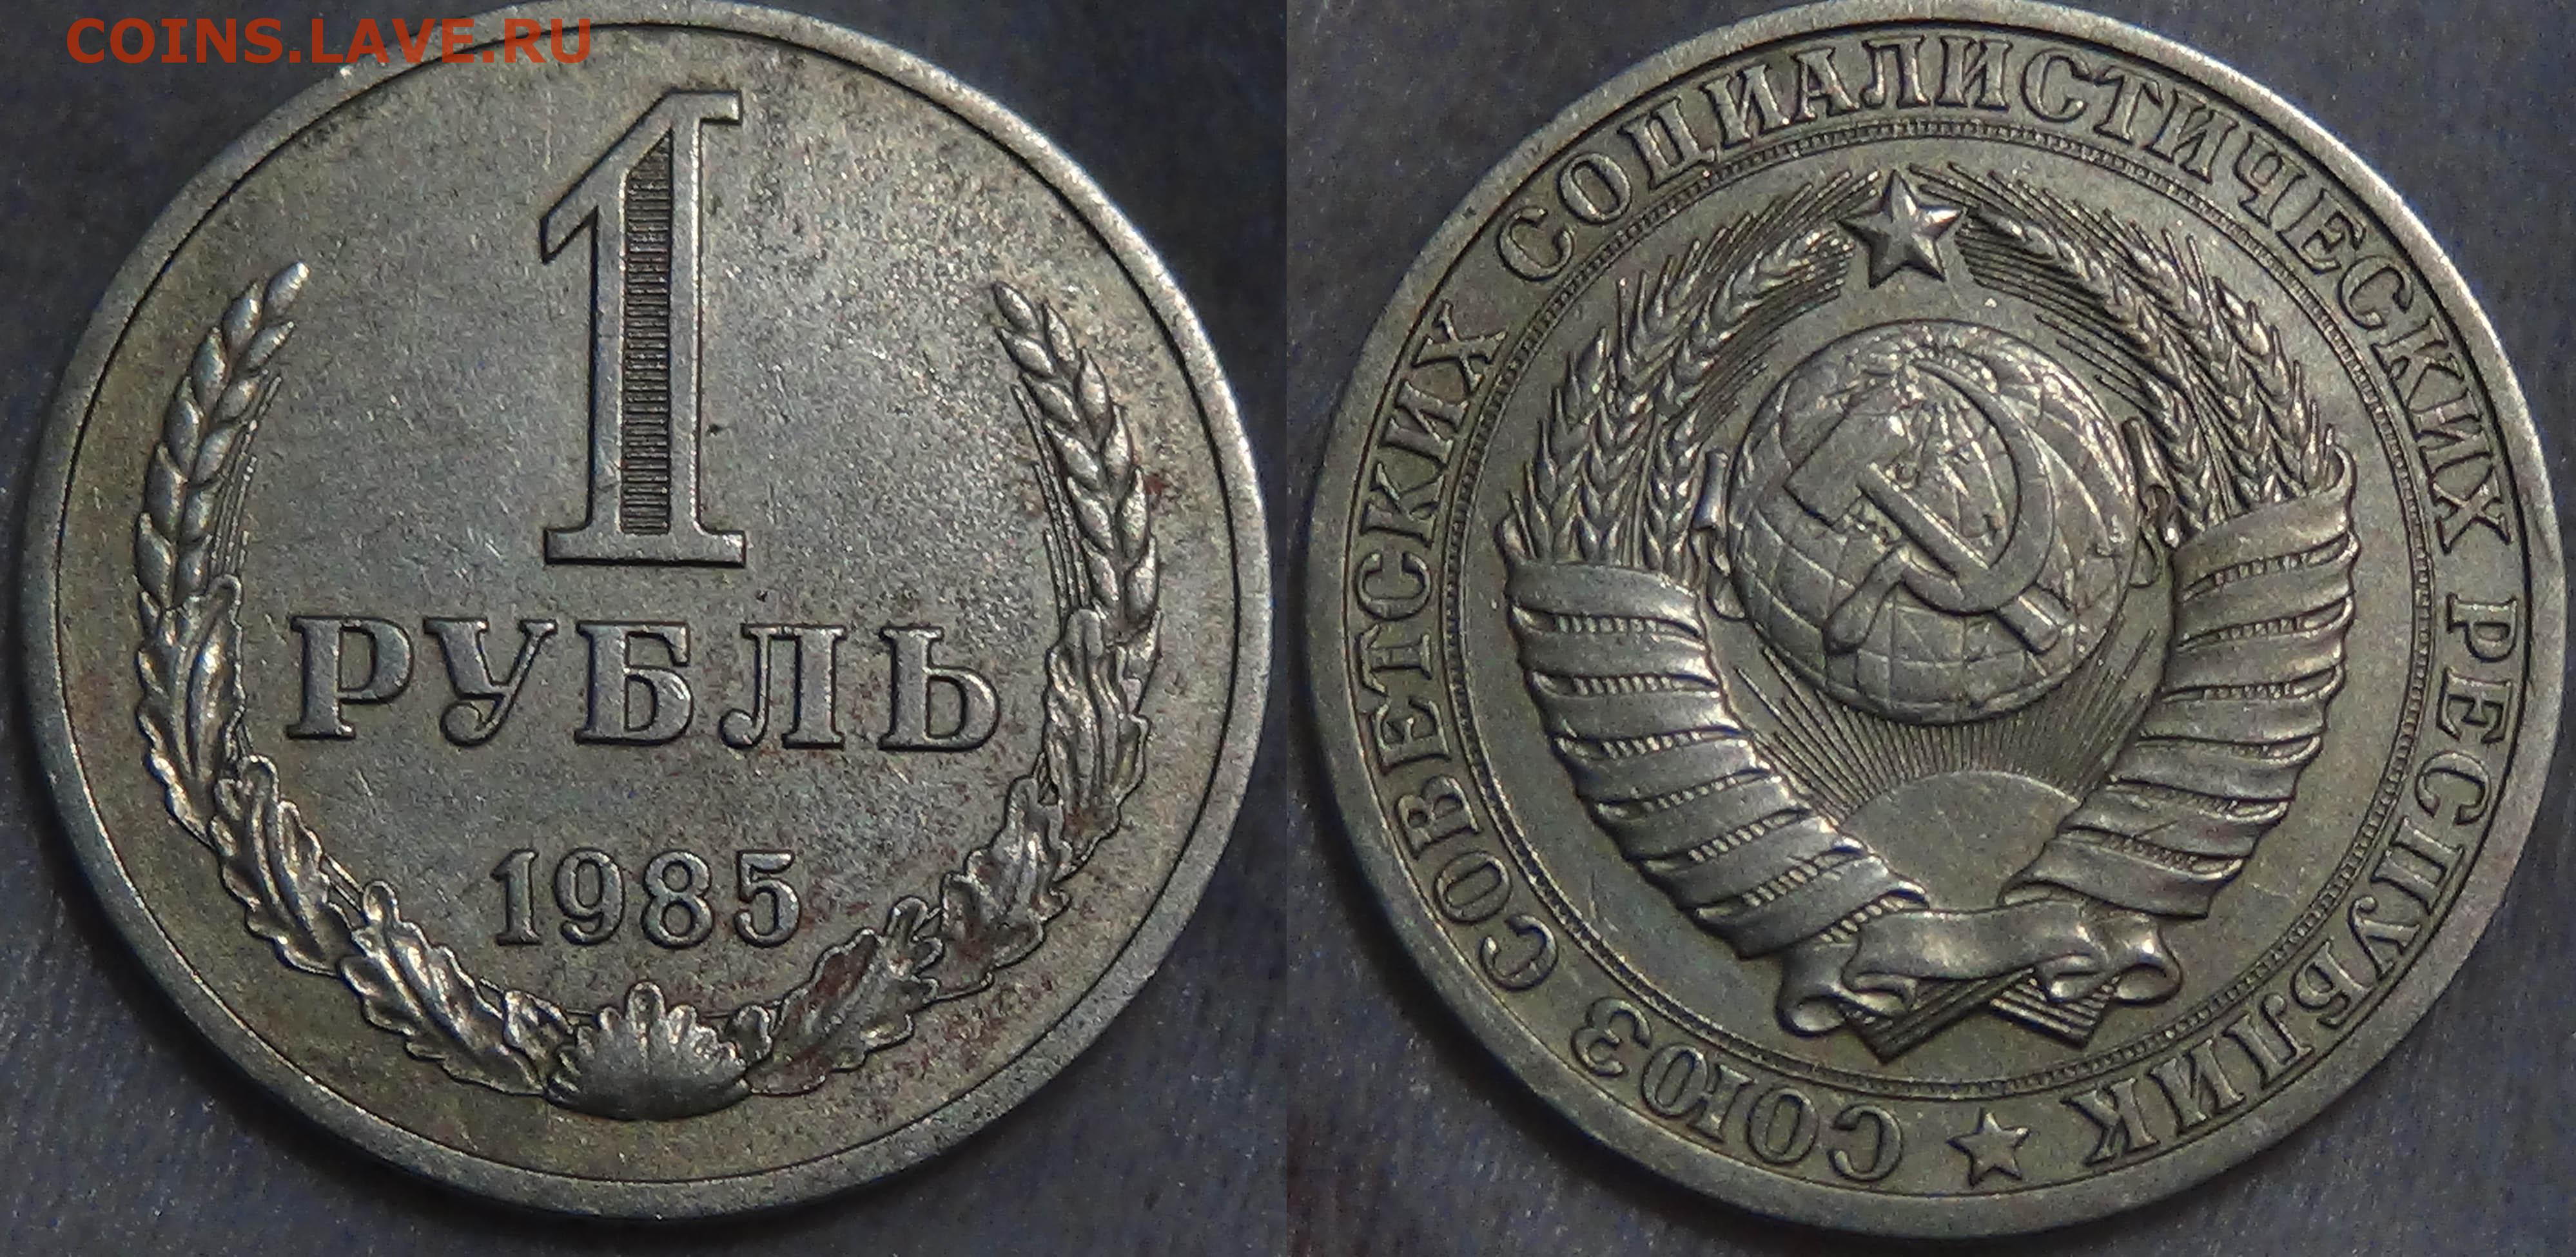 COINS.LAVE.RU
1
РУБЛЬ
1985
СОЮЗ СОВЕТСКИХ СОЦИАЛИСТИЧЕСКИХ РЕСПУБЛИК